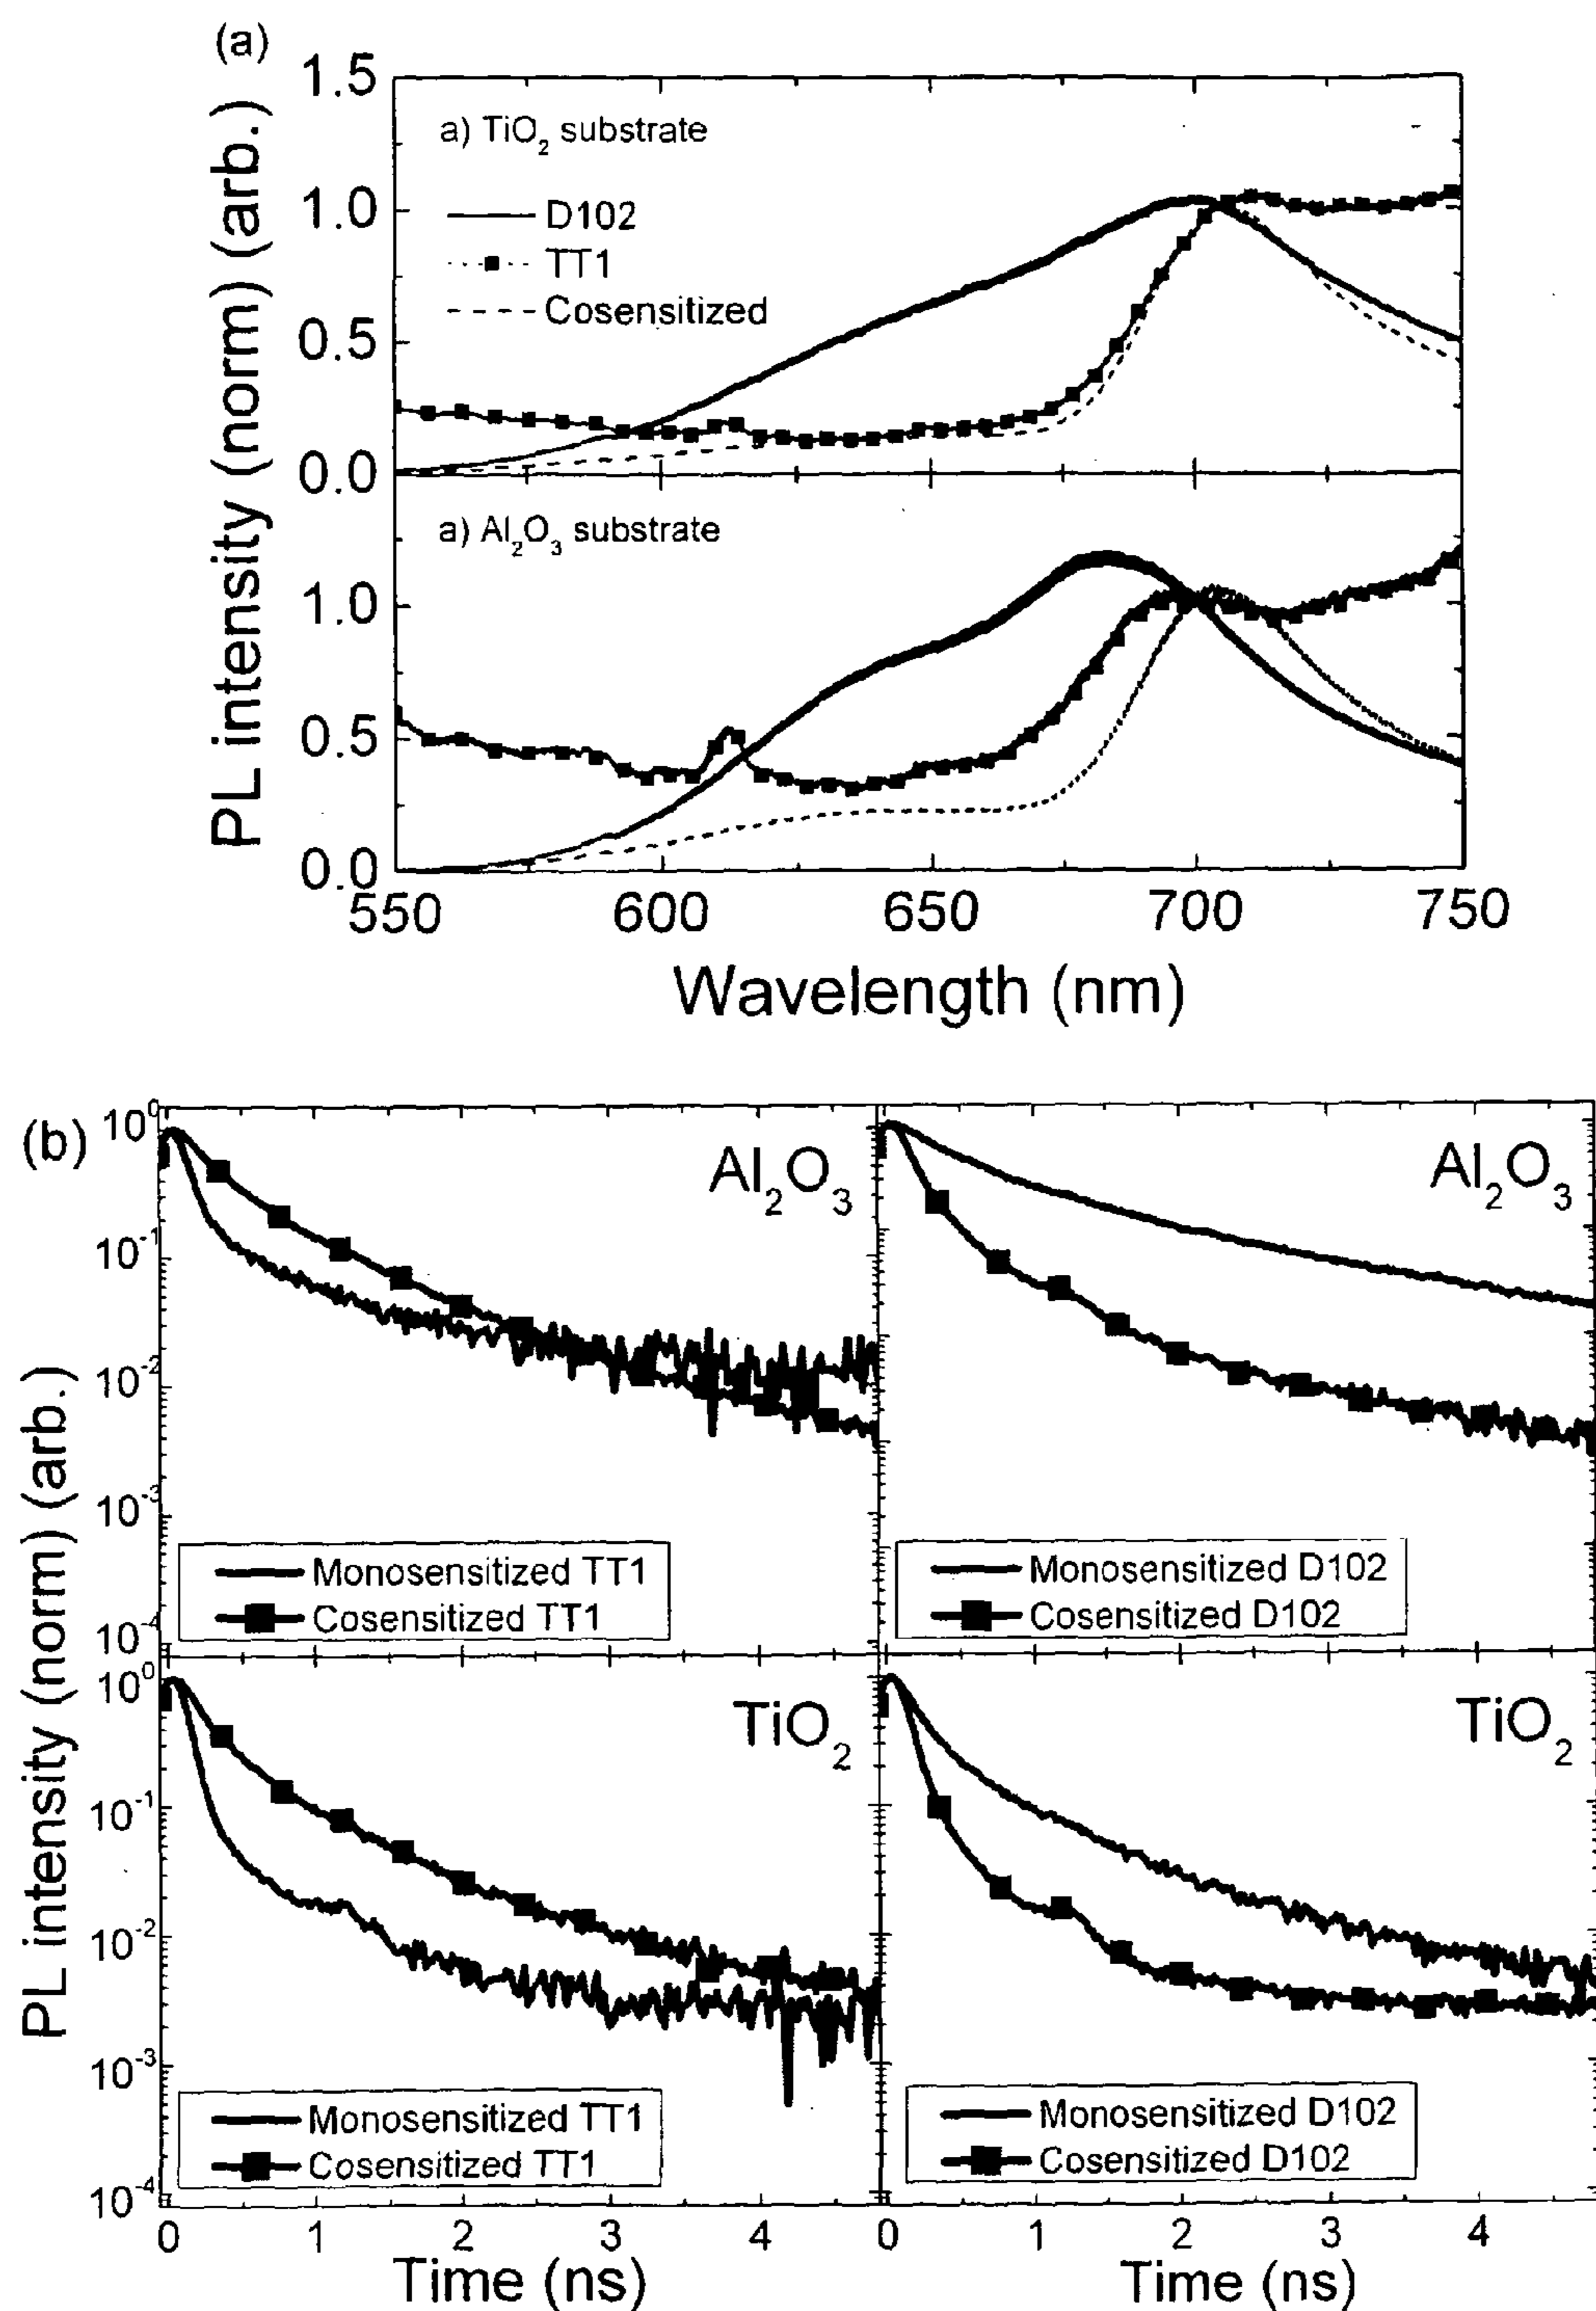 (a)
PL intensity (norm) (arb.)
1.5
1.0
0.5
0.0
a) TiO₂ substrate
D102
TT1
Cosensitized
1.0
0.5
0.0
a) Al₂O₃ substrate
550 600 650 700 750
Wavelength (nm)
(b)
PL intensity (norm) (arb.)
10⁰
10⁻¹
10⁻²
10⁻³
10⁻⁴
Al₂O₃
Monosensitized TT1
Cosensitized TT1
Al₂O₃
Monosensitized D102
Cosensitized D102
10⁰
10⁻¹
10⁻²
10⁻³
10⁻⁴
TiO₂
Monosensitized TT1
Cosensitized TT1
TiO₂
Monosensitized D102
Cosensitized D102
0 1 2 3 4
Time (ns)
0 1 2 3 4
Time (ns)